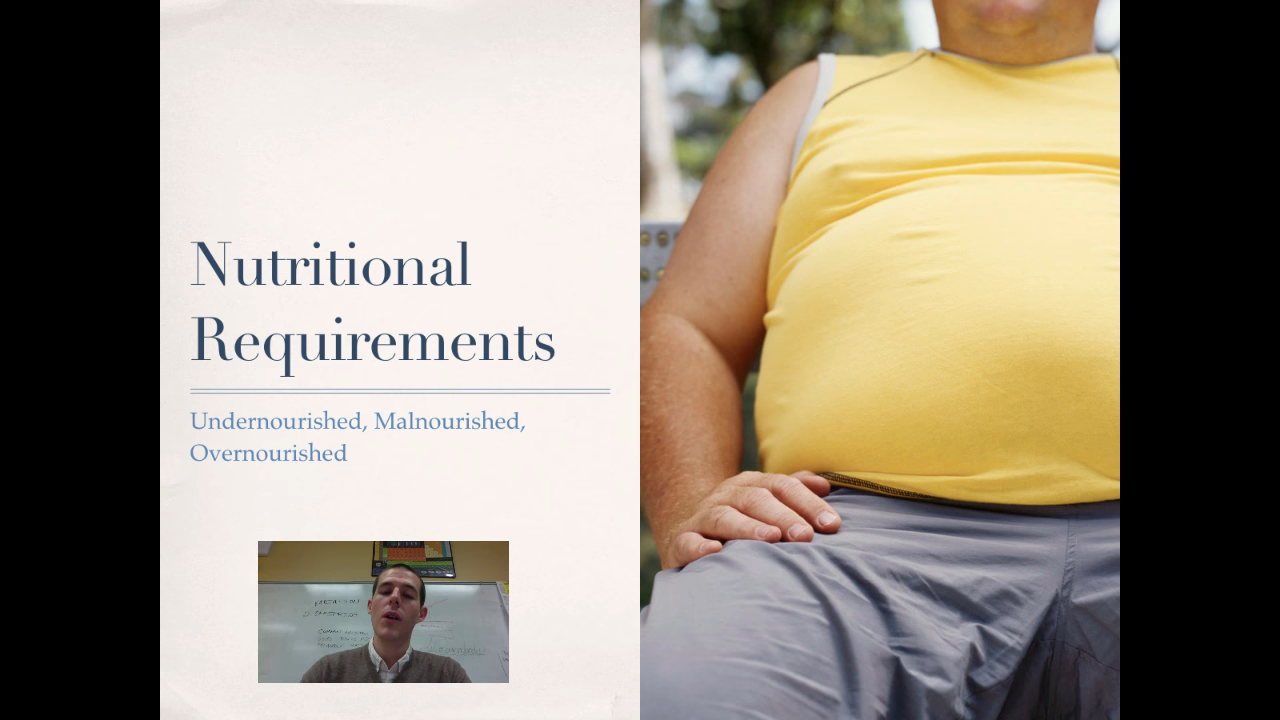 Nutritional
Requirements
Undernourished, Malnourished,
Overnourished